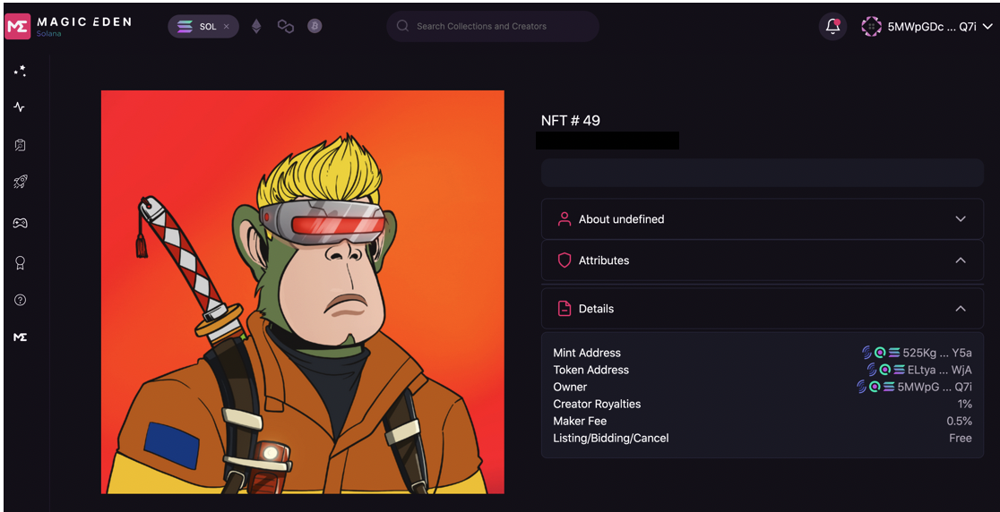 MAGIC EDEN
Solana
SOL ×
Search Collections and Creators
5MWpGDc ... Q7i
NFT # 49
About undefined
Attributes
Details
Mint Address 525Kg ... Y5a
Token Address ELtya ... WjA
Owner 5MWpG ... Q7i
Creator Royalties 1%
Maker Fee 0.5%
Listing/Bidding/Cancel Free